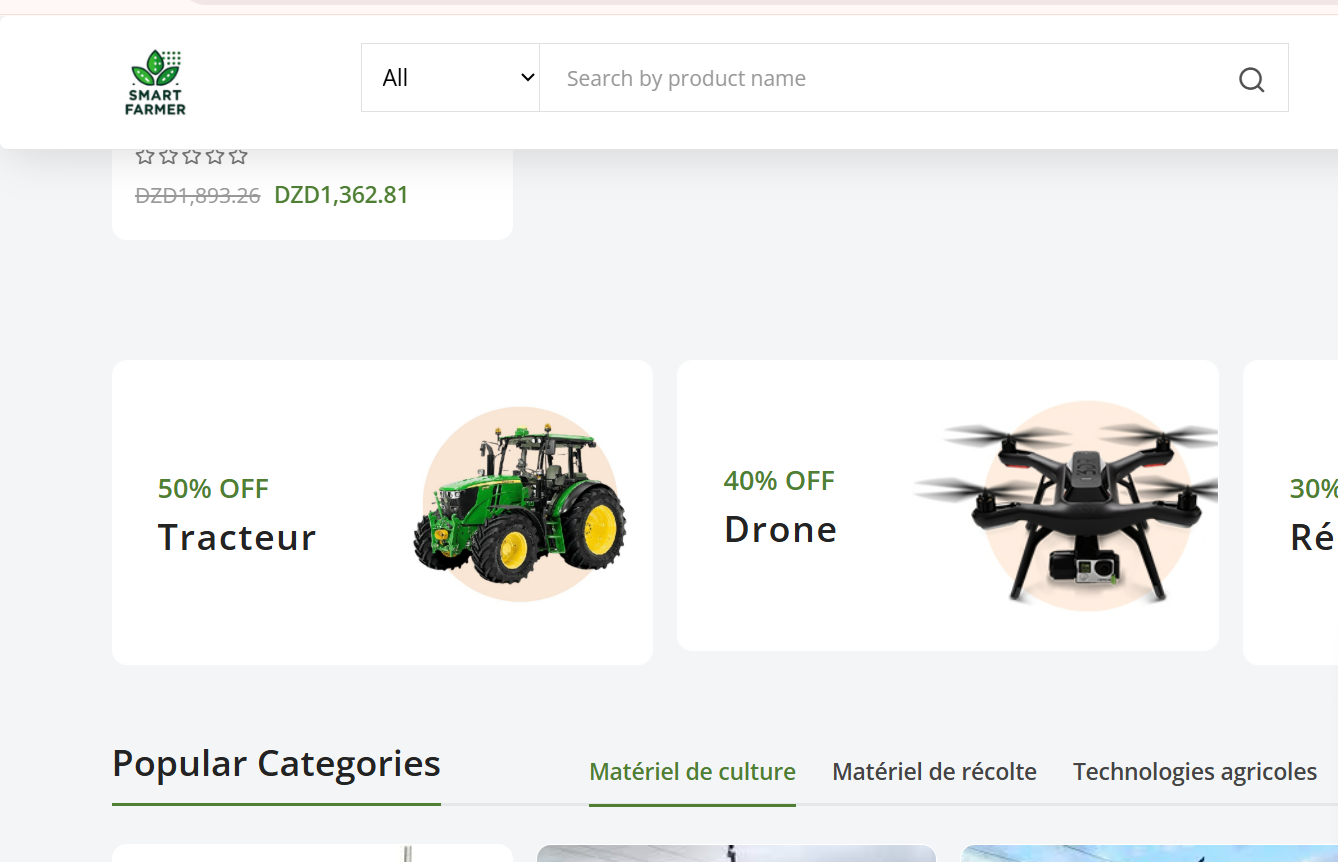 SMART
FARMER
All
Search by product name
DZD1,893.26 DZD1,362.81
50% OFF
Tracteur
40% OFF
Drone
30%
Ré
Popular Categories
Matériel de culture
Matériel de récolte
Technologies agricoles